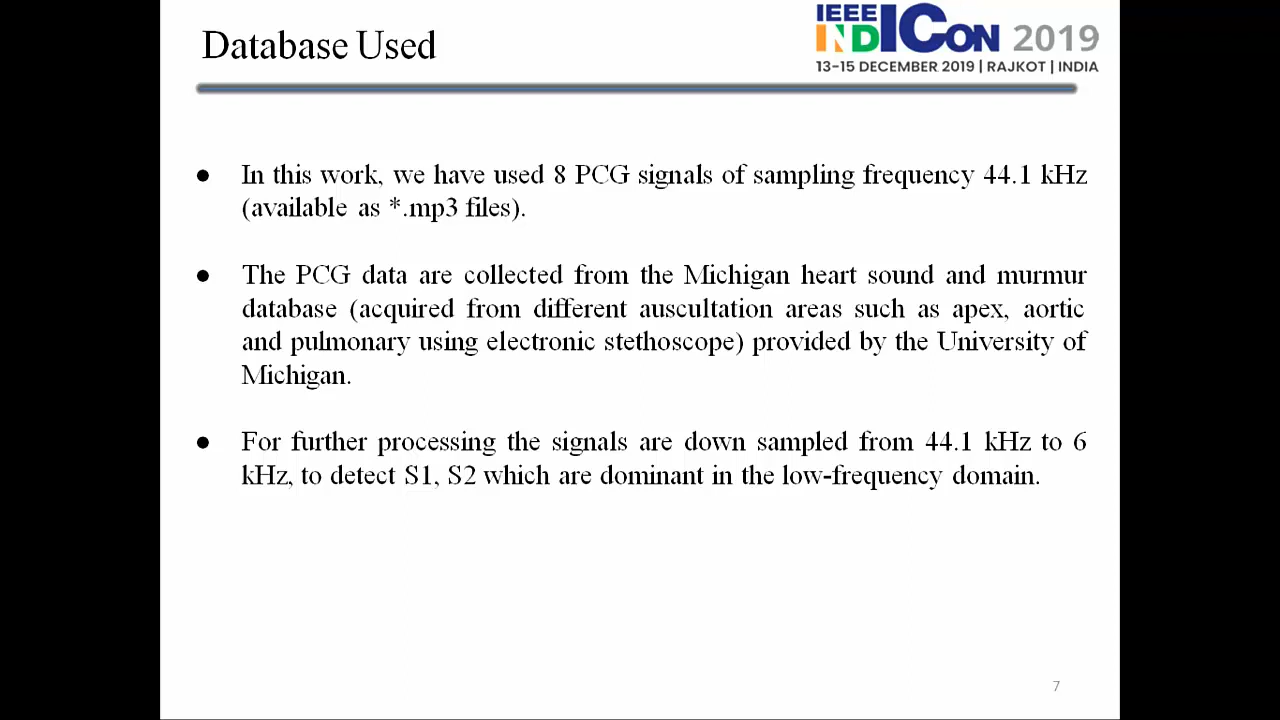 Database Used
IEEE
INDICON 2019
13-15 DECEMBER 2019 | RAJKOT | INDIA
● In this work, we have used 8 PCG signals of sampling frequency 44.1 kHz
(available as *.mp3 files).
● The PCG data are collected from the Michigan heart sound and murmur
database (acquired from different auscultation areas such as apex, aortic
and pulmonary using electronic stethoscope) provided by the University of
Michigan.
● For further processing the signals are down sampled from 44.1 kHz to 6
kHz, to detect S1, S2 which are dominant in the low-frequency domain.
7